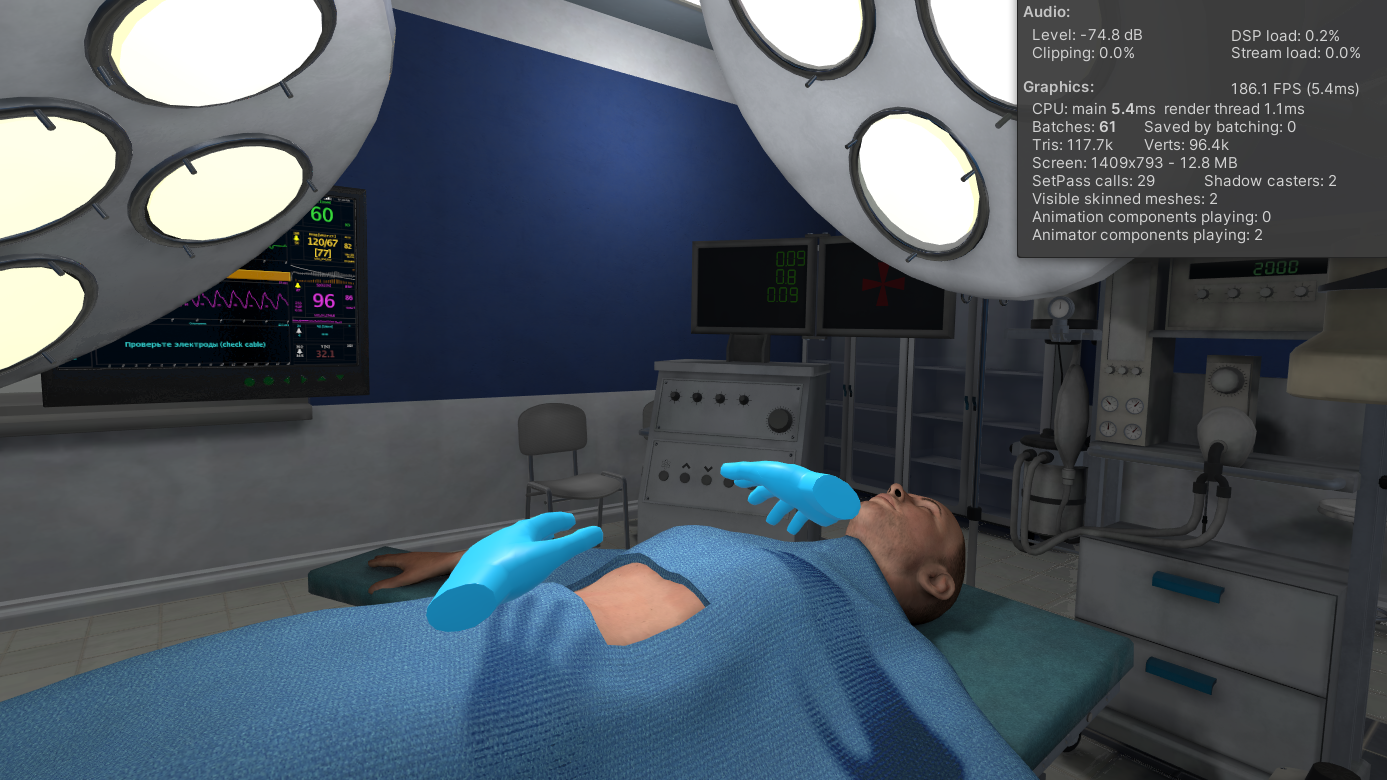 Audio:
Level: -74.8 dB
DSP load: 0.2%
Clipping: 0.0%
Stream load: 0.0%
Graphics:
186.1 FPS (5.4ms)
CPU: main 5.4ms render thread 1.1ms
Batches: 61
Saved by batching: 0
Tris: 117.7k
Verts: 96.4k
Screen: 1409x793 - 12.8 MB
SetPass calls: 29
Shadow casters: 2
Visible skinned meshes: 2
Animation components playing: 0
Animator components playing: 2
60
120/67
82
[77]
96
86
Проверьте электроды (check cable)
32.1
0.09
0.8
0.09
2000